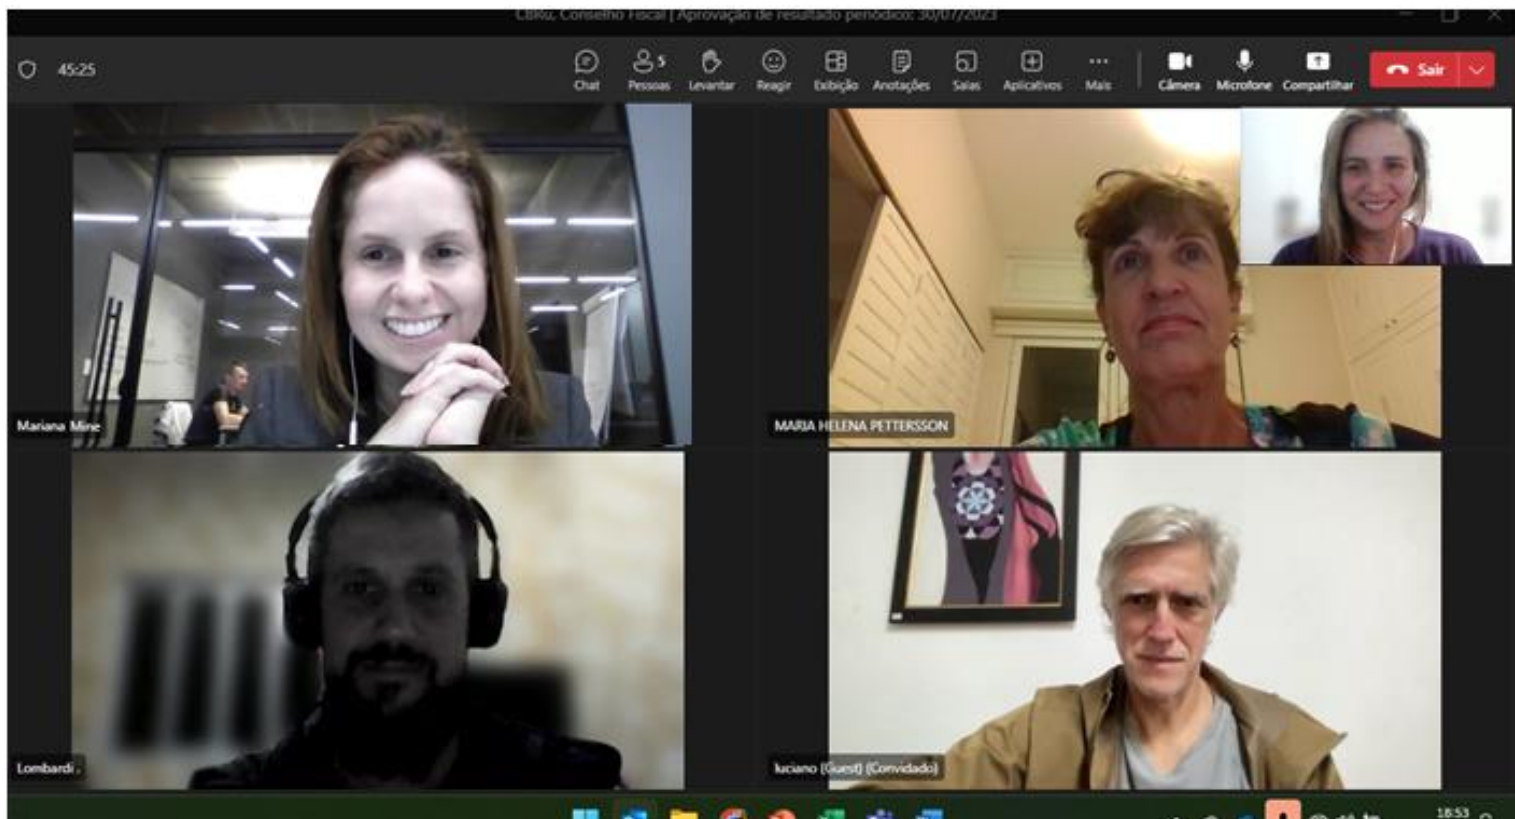 CBRu, Conselho Fiscal | Aprovação de resultado periódico: 30/07/2023
45:25
5
Chat Pessoas Levantar Reagir Exibição Anotações Salas Aplicativos Mais Câmera Microfone Compartilhar Sair
Mariana Mine
MARIA HELENA PETTERSSON
Lombardi .
luciano (Guest) (Convidado)
18:53